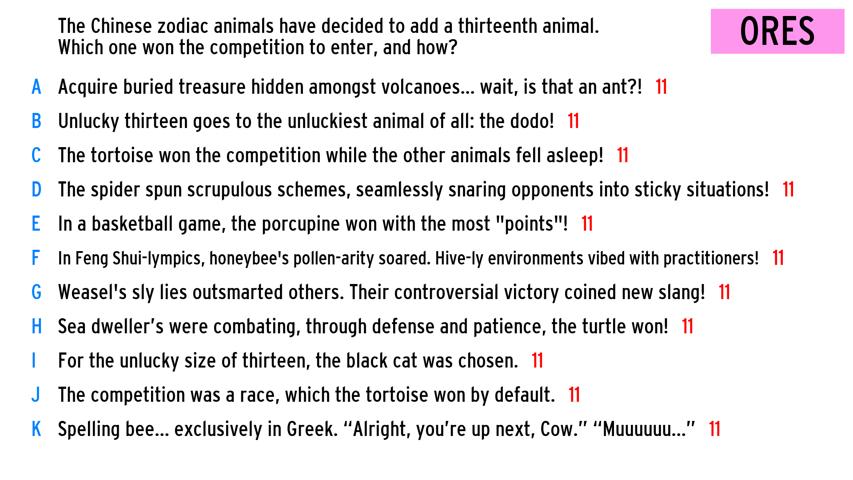 The Chinese zodiac animals have decided to add a thirteenth animal.
Which one won the competition to enter, and how?
ORES
A Acquire buried treasure hidden amongst volcanoes... wait, is that an ant?! 11
B Unlucky thirteen goes to the unluckiest animal of all: the dodo! 11
C The tortoise won the competition while the other animals fell asleep! 11
D The spider spun scrupulous schemes, seamlessly snaring opponents into sticky situations! 11
E In a basketball game, the porcupine won with the most "points"! 11
F In Feng Shui-lympics, honeybee's pollen-arity soared. Hive-ly environments vibed with practitioners! 11
G Weasel's sly lies outsmarted others. Their controversial victory coined new slang! 11
H Sea dweller’s were combating, through defense and patience, the turtle won! 11
I For the unlucky size of thirteen, the black cat was chosen. 11
J The competition was a race, which the tortoise won by default. 11
K Spelling bee... exclusively in Greek. “Alright, you’re up next, Cow.” “Muuuuuu...” 11